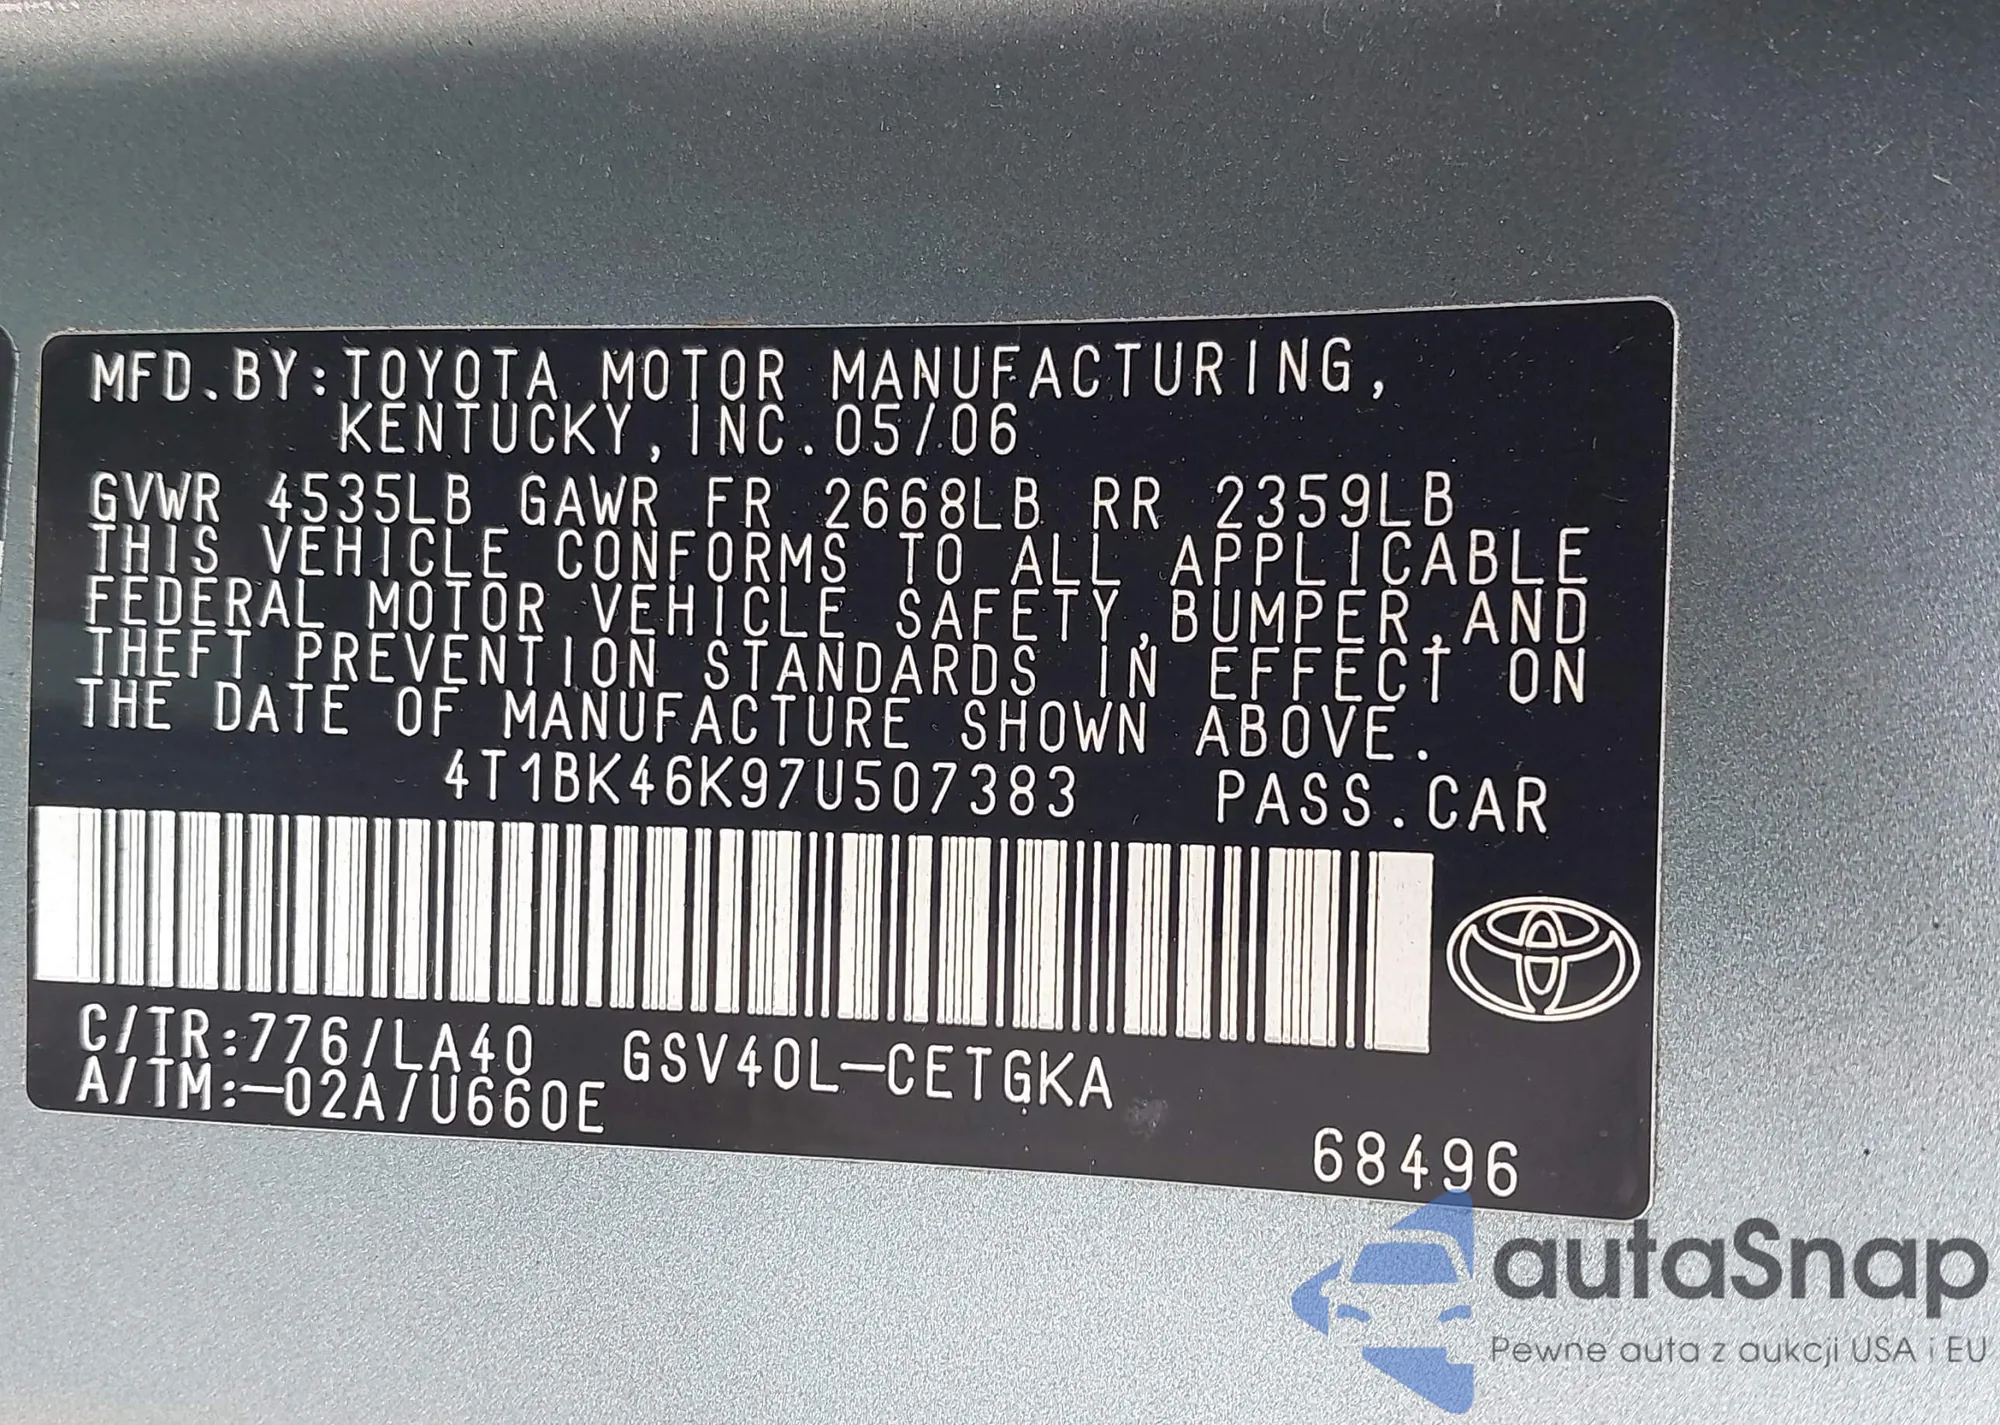 MFD.BY:TOYOTA MOTOR MANUFACTURING,
KENTUCKY,INC.05/06
GVWR 4535LB GAWR FR 2668LB RR 2359LB
THIS VEHICLE CONFORMS TO ALL APPLICABLE
FEDERAL MOTOR VEHICLE SAFETY,BUMPER,AND
THEFT PREVENTION STANDARDS IN EFFECT ON
THE DATE OF MANUFACTURE SHOWN ABOVE.
4T1BK46K97U507383 PASS.CAR
C/TR:776/LA40 GSV40L-CETGKA
A/TM:-02A/U660E
68496
autaSnap
Pewne auta z aukcji USA i EU